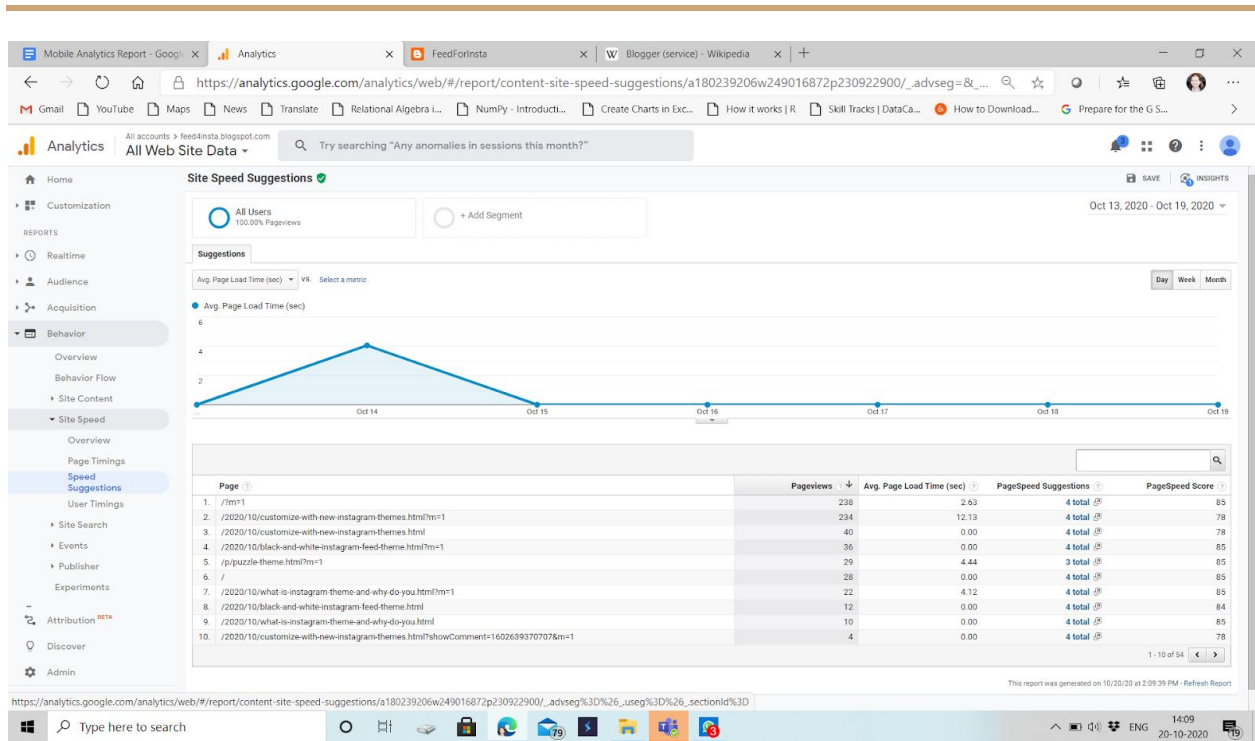 Mobile Analytics Report - Googl
Analytics
FeedForInsta
W Blogger (service) - Wikipedia
https://analytics.google.com/analytics/web/#/report/content-site-speed-suggestions/a180239206w249016872p230922900/_.advseg=&_...
Gmail YouTube Maps News Translate Relational Algebra i... NumPy - Introducti... Create Charts in Exc... How it works | R Skill Tracks | DataCa... How to Download... Prepare for the G S...
Analytics
All accounts > feed4insta.blogspot.com
All Web Site Data
Try searching "Any anomalies in sessions this month?"
3
Home
Customization
REPORTS
Realtime
Audience
Acquisition
Behavior
Overview
Behavior Flow
Site Content
Site Speed
Overview
Page Timings
Speed
Suggestions
User Timings
Site Search
Events
Publisher
Experiments
Attribution BETA
Discover
Admin
Site Speed Suggestions
SAVE INSIGHTS
All Users
100.00% Pageviews
+ Add Segment
Oct 13, 2020 - Oct 19, 2020
Suggestions
Avg. Page Load Time (sec) VS. Select a metric
Day Week Month
Avg. Page Load Time (sec)
6
4
2
... Oct 14 Oct 15 Oct 16 Oct 17 Oct 18 Oct 19
Page Pageviews Avg. Page Load Time (sec) PageSpeed Suggestions PageSpeed Score
1. /?m=1 238 2.63 4 total 85
2. /2020/10/customize-with-new-instagram-themes.html?m=1 234 12.13 4 total 78
3. /2020/10/customize-with-new-instagram-themes.html 40 0.00 4 total 78
4. /2020/10/black-and-white-instagram-feed-theme.html?m=1 36 0.00 4 total 85
5. /p/puzzle-theme.html?m=1 29 4.44 3 total 85
6. / 28 0.00 4 total 85
7. /2020/10/what-is-instagram-theme-and-why-do-you.html?m=1 22 4.12 4 total 85
8. /2020/10/black-and-white-instagram-feed-theme.html 12 0.00 4 total 84
9. /2020/10/what-is-instagram-theme-and-why-do-you.html 10 0.00 4 total 85
10. /2020/10/customize-with-new-instagram-themes.html?showComment=1602639370707&m=1 4 0.00 4 total 78
1 - 10 of 54
This report was generated on 10/20/20 at 2:09:39 PM - Refresh Report
https://analytics.google.com/analytics/web/#/report/content-site-speed-suggestions/a180239206w249016872p230922900/_.advseg%3D%26_.useg%3D%26_.sectionId%3D
Type here to search
79
3
ENG
14:09
20-10-2020
19